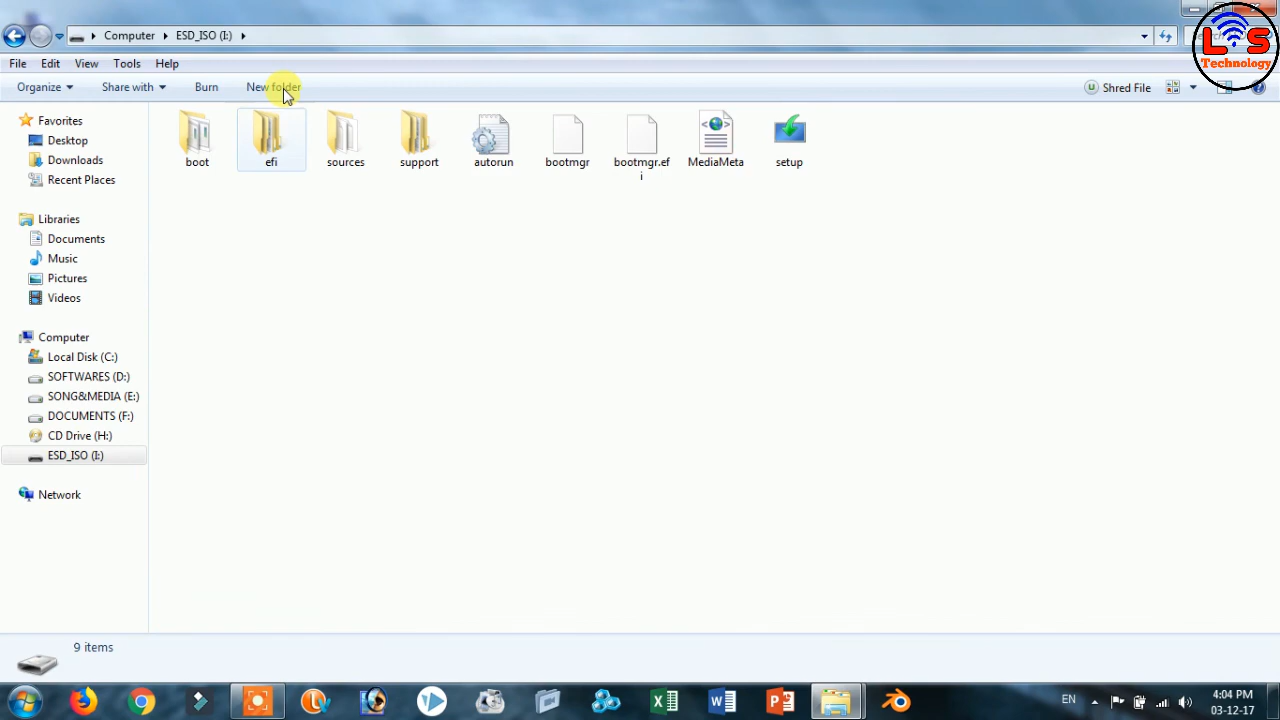 Computer
ESD_ISO (I:)
LS
Technology
File Edit View Tools Help
Organize Share with Burn New folder Shred File
Favorites
Desktop
Downloads
Recent Places
Libraries
Documents
Music
Pictures
Videos
Computer
Local Disk (C:)
SOFTWARES (D:)
SONG&MEDIA (E:)
DOCUMENTS (F:)
CD Drive (H:)
ESD_ISO (I:)
Network
boot efi sources support autorun bootmgr bootmgr.ef MediaMeta setup
i
9 items
EN
4:04 PM
03-12-17